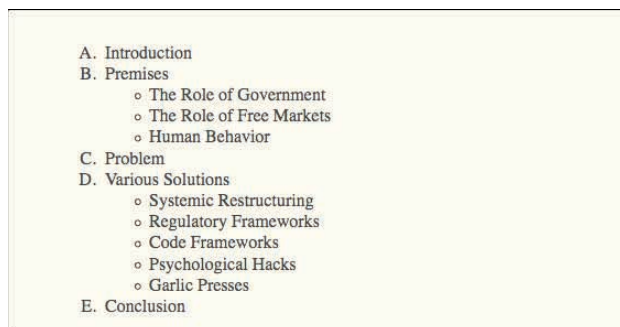 A. Introduction
B. Premises
○ The Role of Government
○ The Role of Free Markets
○ Human Behavior
C. Problem
D. Various Solutions
○ Systemic Restructuring
○ Regulatory Frameworks
○ Code Frameworks
○ Psychological Hacks
○ Garlic Presses
E. Conclusion